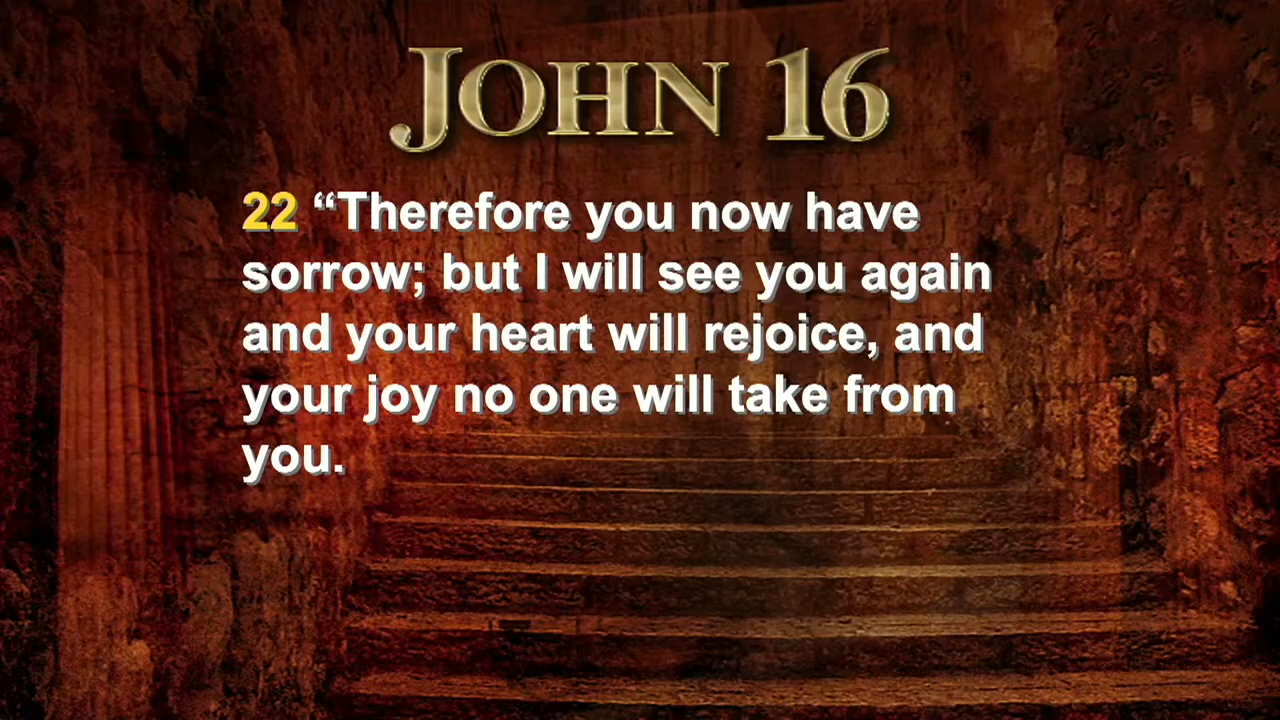 JOHN 16
22 “Therefore you now have
sorrow; but I will see you again
and your heart will rejoice, and
your joy no one will take from
you.